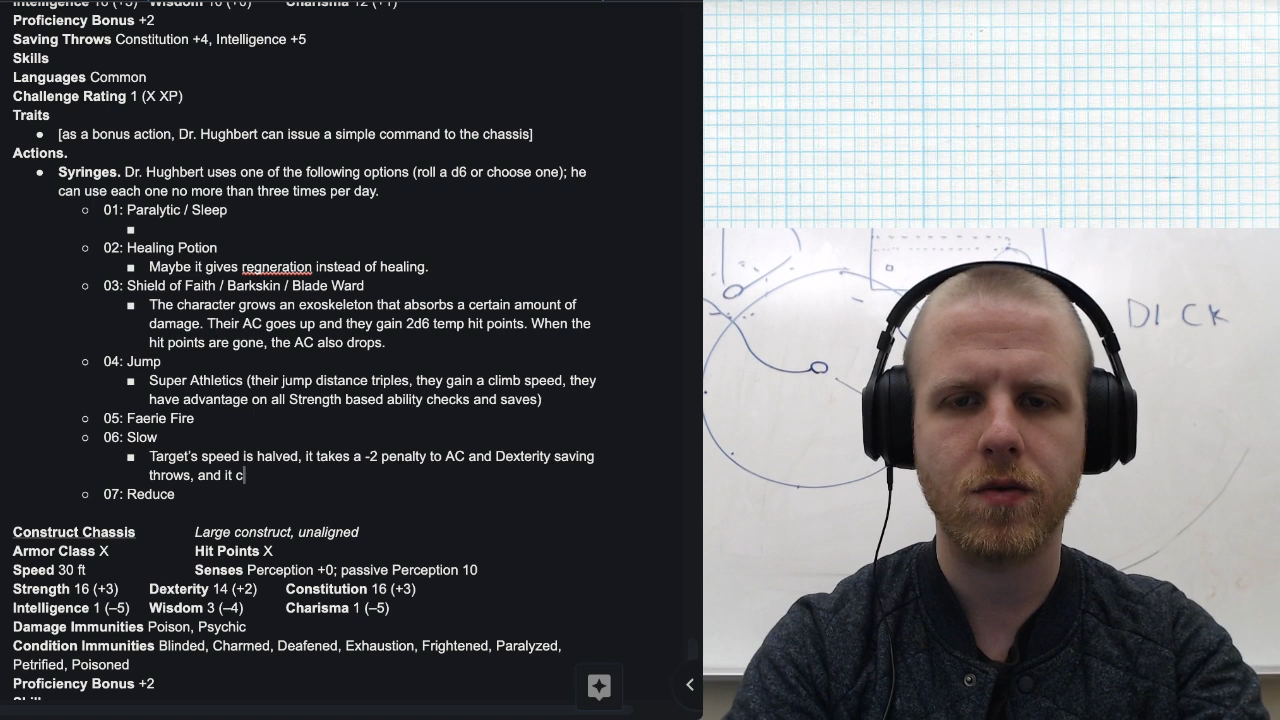 Proficiency Bonus +2
Saving Throws Constitution +4, Intelligence +5
Skills
Languages Common
Challenge Rating 1 (X XP)
Traits
● [as a bonus action, Dr. Hughbert can issue a simple command to the chassis]
Actions.
● Syringes. Dr. Hughbert uses one of the following options (roll a d6 or choose one); he
can use each one no more than three times per day.
○ 01: Paralytic / Sleep
■
○ 02: Healing Potion
■ Maybe it gives regneration instead of healing.
○ 03: Shield of Faith / Barkskin / Blade Ward
■ The character grows an exoskeleton that absorbs a certain amount of
damage. Their AC goes up and they gain 2d6 temp hit points. When the
hit points are gone, the AC also drops.
○ 04: Jump
■ Super Athletics (their jump distance triples, they gain a climb speed, they
have advantage on all Strength based ability checks and saves)
○ 05: Faerie Fire
○ 06: Slow
■ Target's speed is halved, it takes a -2 penalty to AC and Dexterity saving
throws, and it c
○ 07: Reduce
Construct Chassis Large construct, unaligned
Armor Class X Hit Points X
Speed 30 ft Senses Perception +0; passive Perception 10
Strength 16 (+3) Dexterity 14 (+2) Constitution 16 (+3)
Intelligence 1 (–5) Wisdom 3 (–4) Charisma 1 (–5)
Damage Immunities Poison, Psychic
Condition Immunities Blinded, Charmed, Deafened, Exhaustion, Frightened, Paralyzed,
Petrified, Poisoned
Proficiency Bonus +2
DICK